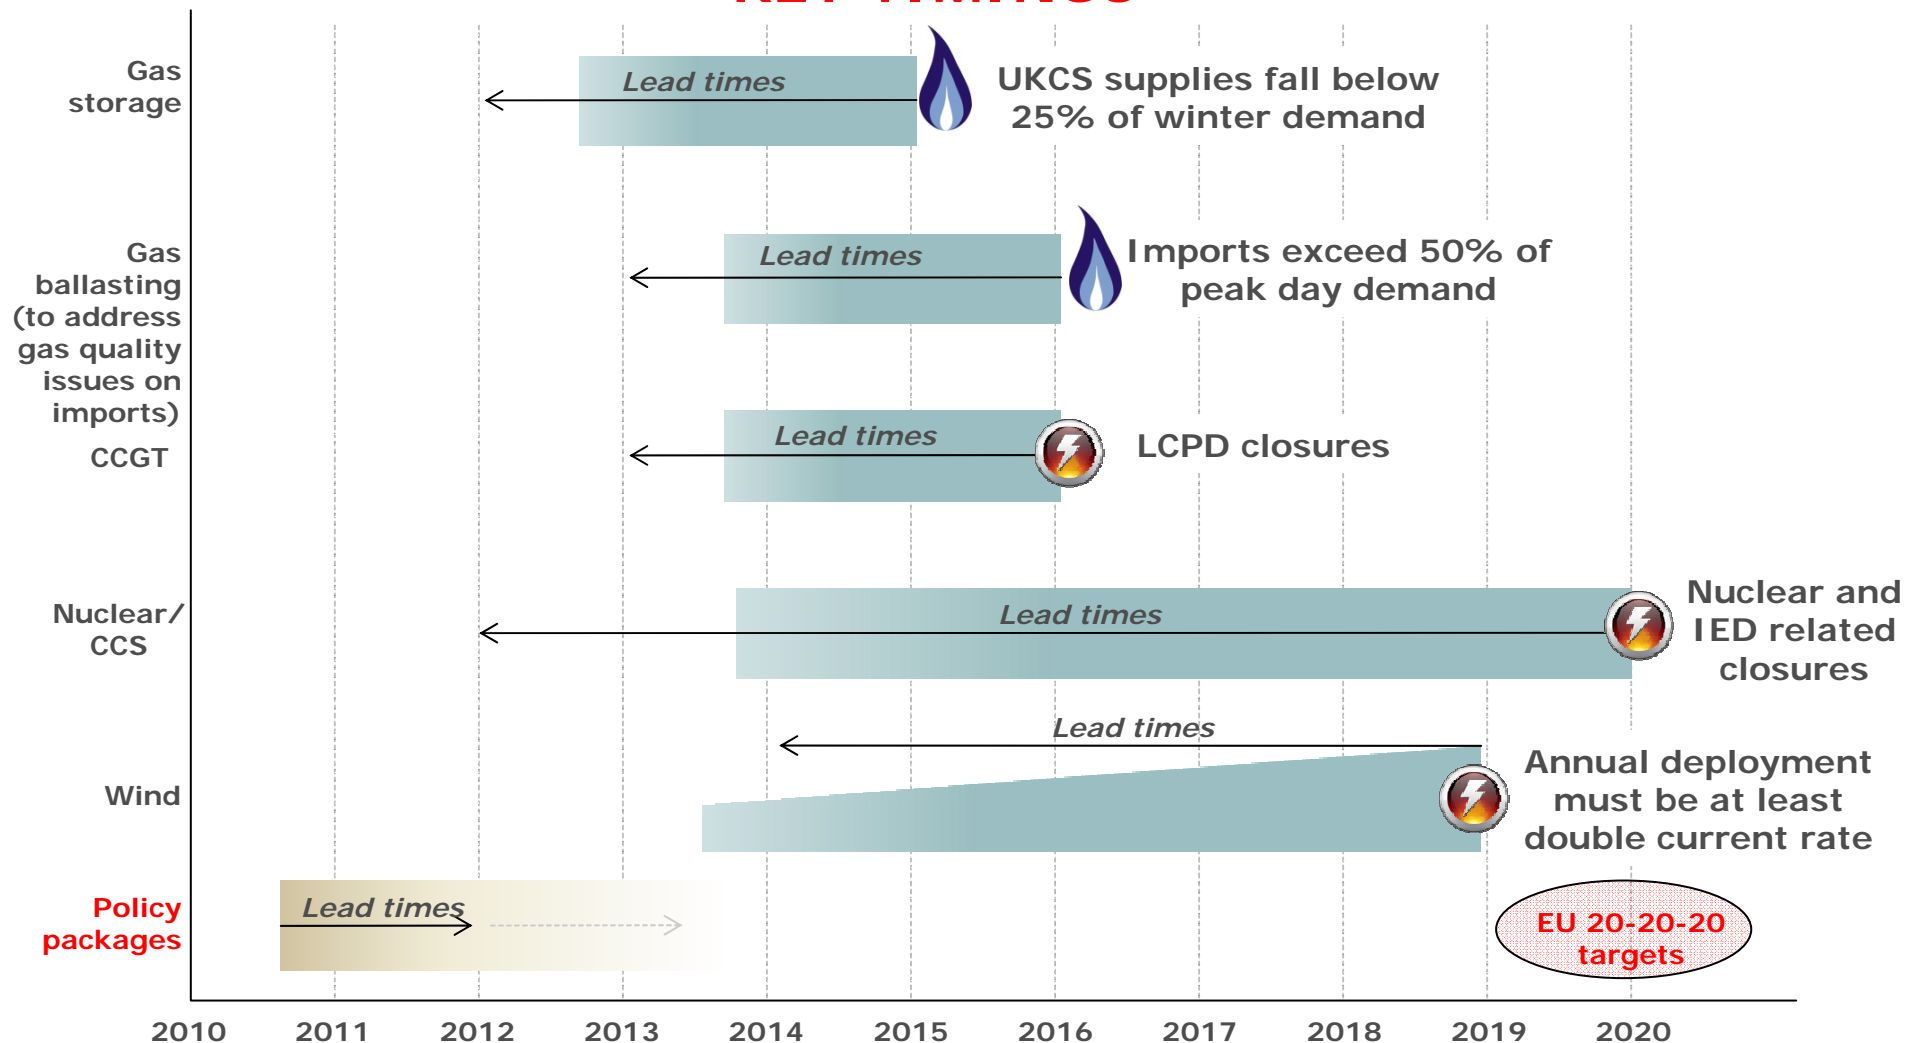 KEY TIMINGS
Gas
storage
Lead times
UKCS supplies fall below
25% of winter demand
Gas
ballasting
(to address
gas quality
issues on
imports)
Lead times
Imports exceed 50% of
peak day demand
CCGT
Lead times
LCPD closures
Nuclear/
CCS
Lead times
Nuclear and
IED related
closures
Wind
Lead times
Annual deployment
must be at least
double current rate
Policy
packages
Lead times
EU 20-20-20
targets
2010 2011 2012 2013 2014 2015 2016 2017 2018 2019 2020